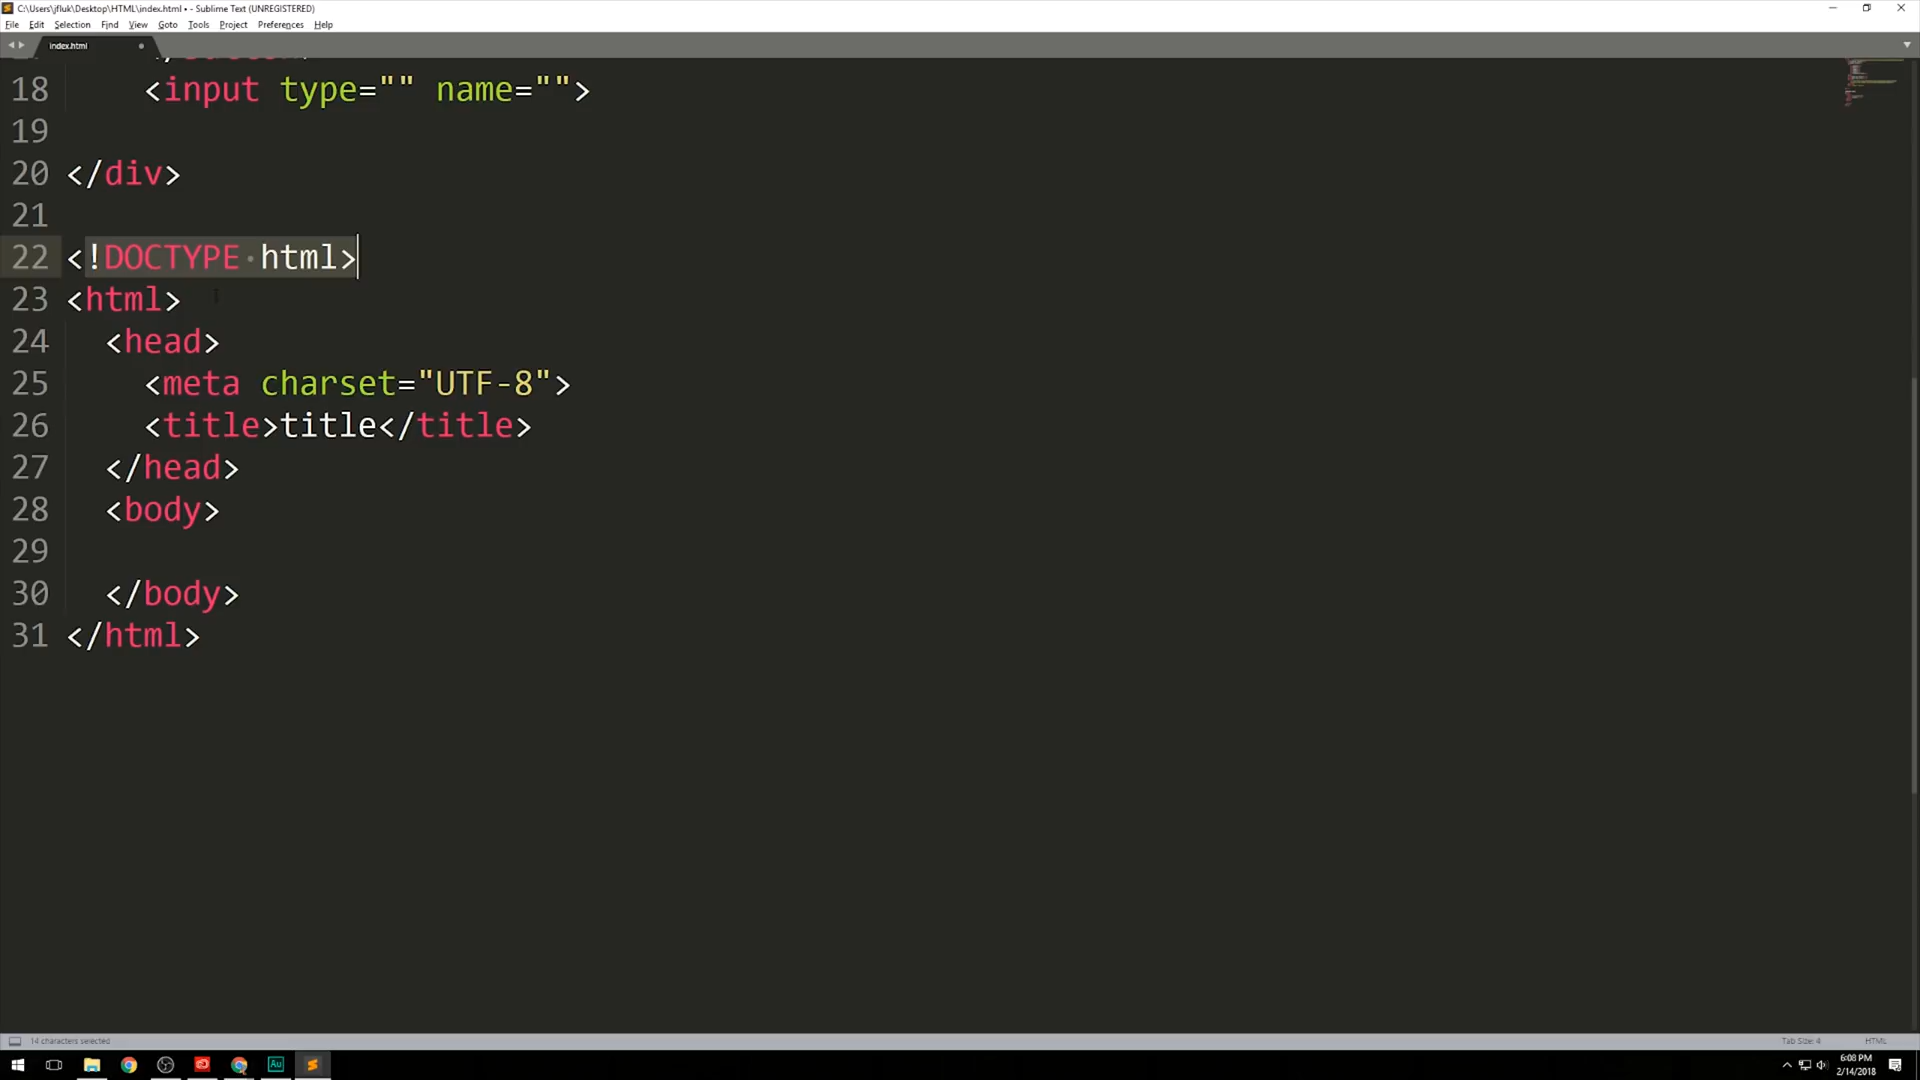 C:\Users\jfluk\Desktop\HTML\index.html • - Sublime Text (UNREGISTERED)
File Edit Selection Find View Goto Tools Project Preferences Help
index.html
18 <input type="" name="">
19
20 </div>
21
22 <!DOCTYPE html>
23 <html>
24 <head>
25 <meta charset="UTF-8">
26 <title>title</title>
27 </head>
28 <body>
29
30 </body>
31 </html>
14 characters selected
Tab Size: 4 HTML
Au
6:08 PM
2/14/2018